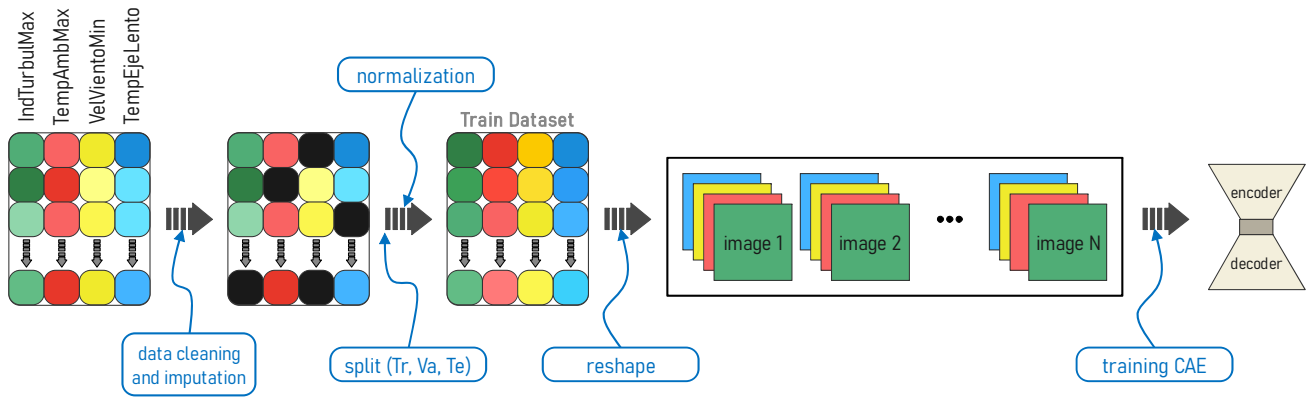 IndTurbulMax
TempAmbMax
VelVientoMin
TempEjeLento
normalization
Train Dataset
image 1
image 2
•••
image N
encoder
decoder
data cleaning
and imputation
split (Tr, Va, Te)
reshape
training CAE